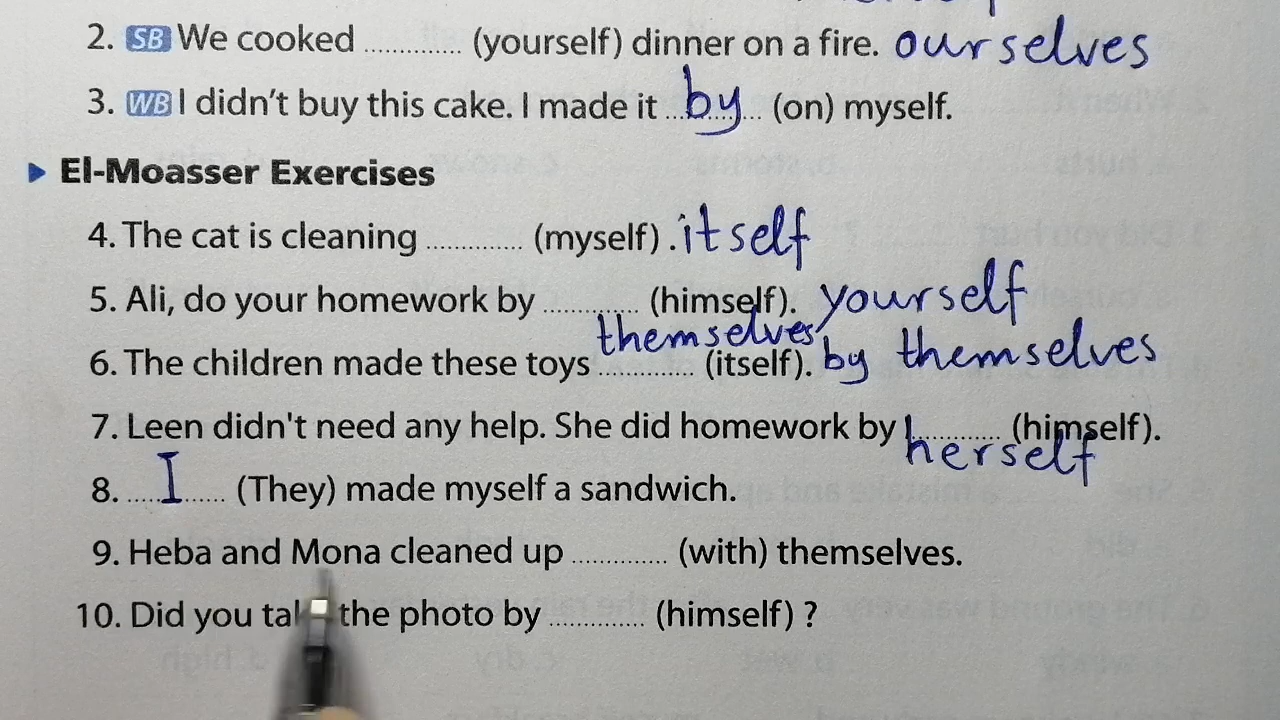 2. SB We cooked ............. (yourself) dinner on a fire. ourselves
3. WB I didn't buy this cake. I made it ...by... (on) myself.
El-Moasser Exercises
4. The cat is cleaning ............. (myself) . itself
5. Ali, do your homework by ............. (himself). yourself
themselves
6. The children made these toys ............. (itself). by themselves
7. Leen didn't need any help. She did homework by ............. (himself).
herself
8. ....I.... (They) made myself a sandwich.
9. Heba and Mona cleaned up ............. (with) themselves.
10. Did you the photo by ............. (himself) ?